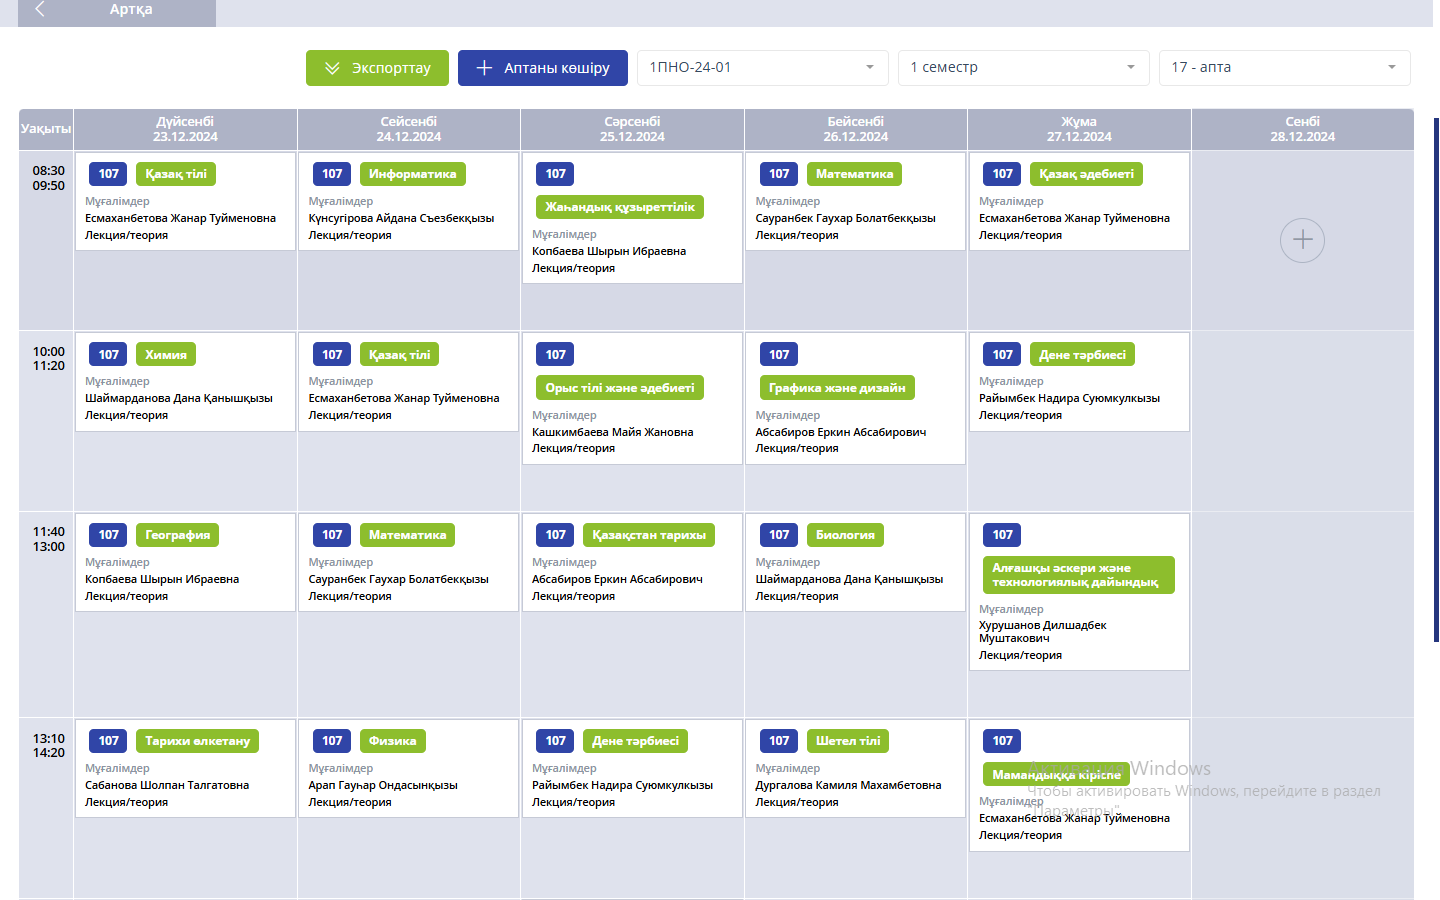 Артқа
Экспорттау
Аптаны көшіру
1ПНО-24-01
1 семестр
17 - апта
Уақыты
Дүйсенбі
23.12.2024
Сейсенбі
24.12.2024
Сәрсенбі
25.12.2024
Бейсенбі
26.12.2024
Жұма
27.12.2024
Сенбі
28.12.2024
08:30
09:50
107 Қазақ тілі
Мұғалімдер
Есмаханбетова Жанар Туйменовна
Лекция/теория
107 Информатика
Мұғалімдер
Күнсугірова Айдана Съезбекқызы
Лекция/теория
107
Жаһандық құзыреттілік
Мұғалімдер
Копбаева Шырын Ибраевна
Лекция/теория
107 Математика
Мұғалімдер
Сауранбек Гаухар Болатбекқызы
Лекция/теория
107 Қазақ әдебиеті
Мұғалімдер
Есмаханбетова Жанар Туйменовна
Лекция/теория
10:00
11:20
107 Химия
Мұғалімдер
Шаймарданова Дана Қанышқызы
Лекция/теория
107 Қазақ тілі
Мұғалімдер
Есмаханбетова Жанар Туйменовна
Лекция/теория
107
Орыс тілі және әдебиеті
Мұғалімдер
Кашкимбаева Майя Жановна
Лекция/теория
107
Графика және дизайн
Мұғалімдер
Абсабиров Еркин Абсабирович
Лекция/теория
107 Дене тәрбиесі
Мұғалімдер
Райымбек Надира Суюмкулкызы
Лекция/теория
11:40
13:00
107 География
Мұғалімдер
Копбаева Шырын Ибраевна
Лекция/теория
107 Математика
Мұғалімдер
Сауранбек Гаухар Болатбекқызы
Лекция/теория
107 Қазақстан тарихы
Мұғалімдер
Абсабиров Еркин Абсабирович
Лекция/теория
107 Биология
Мұғалімдер
Шаймарданова Дана Қанышқызы
Лекция/теория
107
Алғашқы әскери және
технологиялық дайындық
Мұғалімдер
Хурушанов Дилшадбек
Муштакович
Лекция/теория
13:10
14:20
107 Тарихи өлкетану
Мұғалімдер
Сабанова Шолпан Талгатовна
Лекция/теория
107 Физика
Мұғалімдер
Арап Гауһар Ондасынқызы
Лекция/теория
107 Дене тәрбиесі
Мұғалімдер
Райымбек Надира Суюмкулкызы
Лекция/теория
107 Шетел тілі
Мұғалімдер
Дургалова Камиля Махамбетовна
Лекция/теория
107
Мамандыққа кіріспе
Мұғалімдер
Есмаханбетова Жанар Туйменовна
Лекция/теория
Windows
Чтобы активировать Windows, перейдите в раздел
"Параметры".